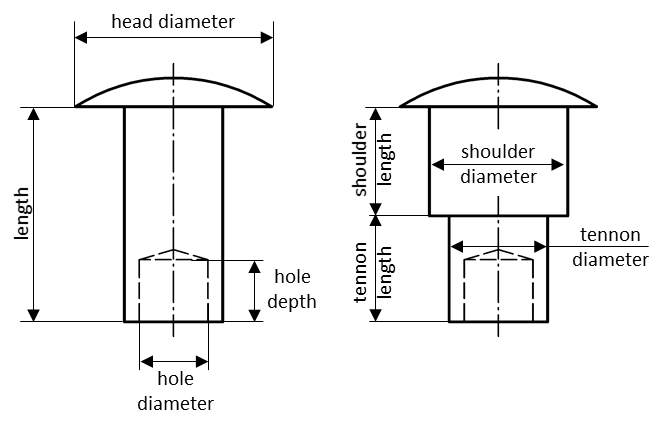 head diameter
length
hole
depth
hole
diameter
shoulder
length
shoulder
diameter
tennon
length
tennon
diameter